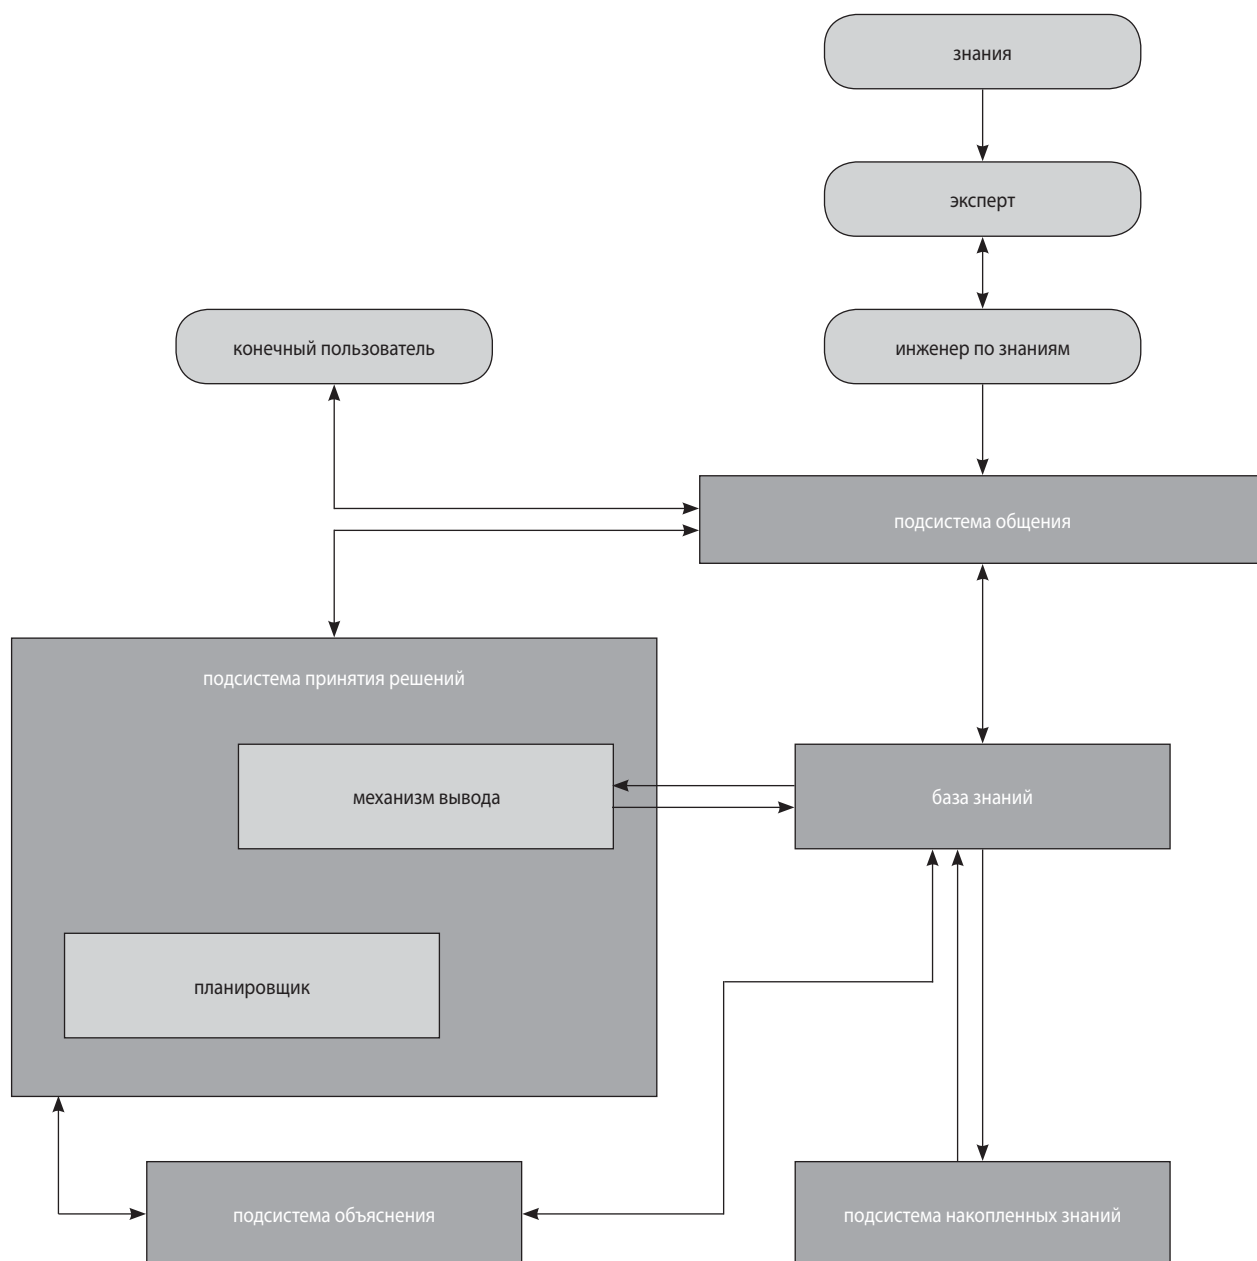 знания
эксперт
конечный пользователь
инженер по знаниям
подсистема общения
подсистема принятия решений
механизм вывода
база знаний
планировщик
подсистема объяснения
подсистема накопленных знаний